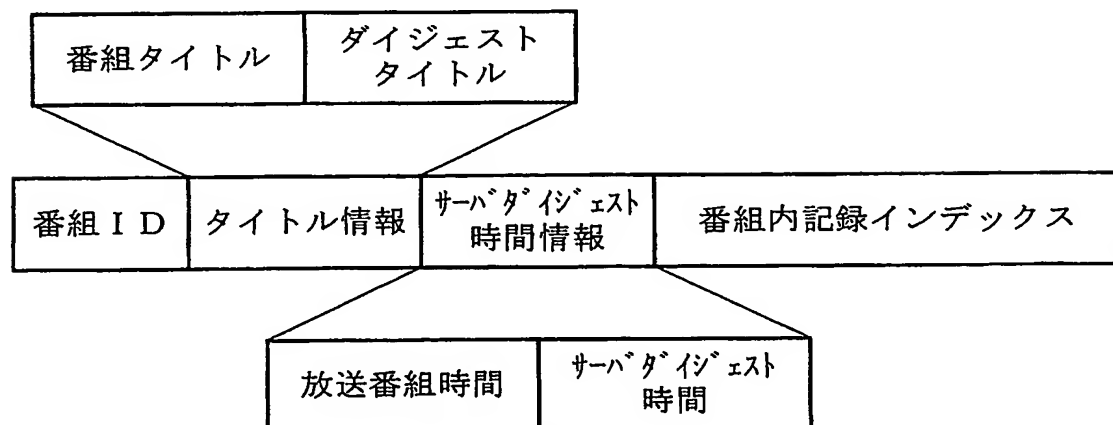 番組タイトル
ダイジェスト
タイトル
番組ID
タイトル情報
サーバダイジェスト
時間情報
番組内記録インデックス
放送番組時間
サーバダイジェスト
時間